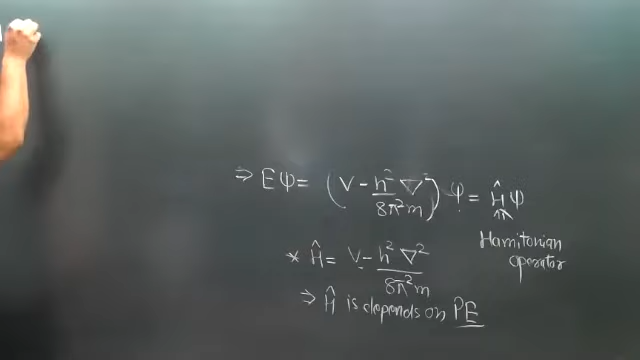 ⇒ Eψ = (V - h²/8π²m ∇²) ψ = Ĥψ
Hamitonian
operator
* Ĥ = V - h²/8π²m ∇²
⇒ Ĥ is depends on PE